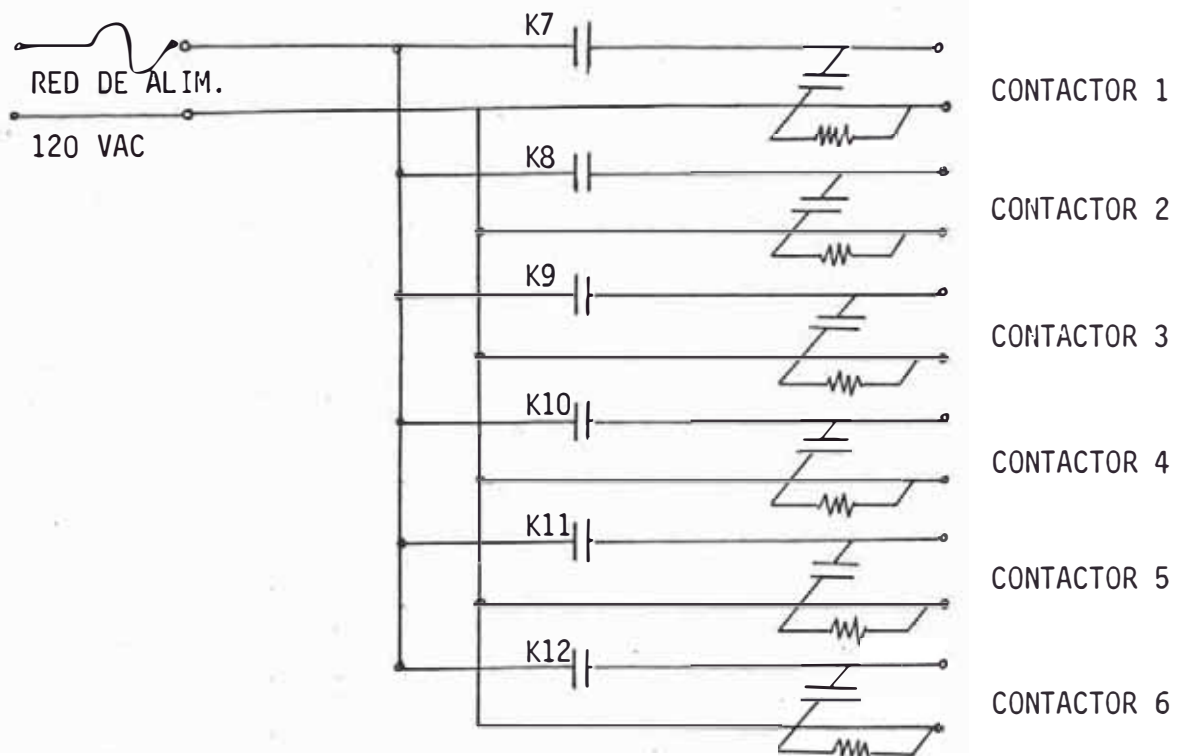 K7
RED DE ALIM.
CONTACTOR 1
120 VAC
K8
CONTACTOR 2
K9
CONTACTOR 3
K10
CONTACTOR 4
K11
CONTACTOR 5
K12
CONTACTOR 6